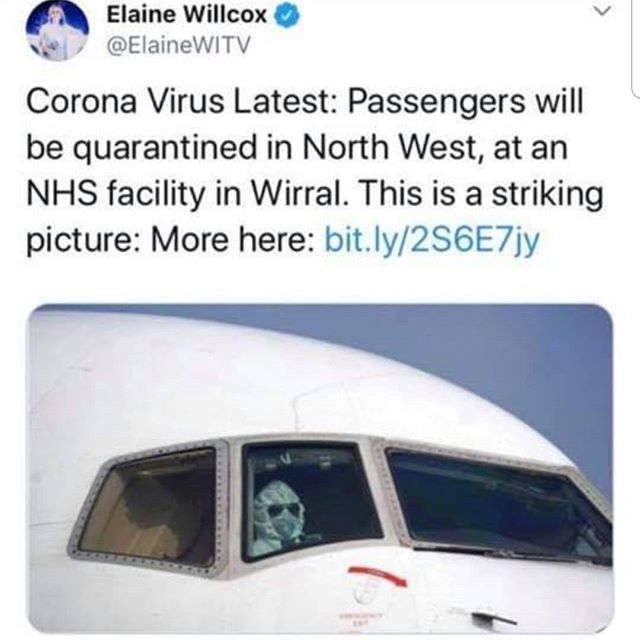 Elaine Willcox
@ElaineWITV
Corona Virus Latest: Passengers will
be quarantined in North West, at an
NHS facility in Wirral. This is a striking
picture: More here: bit.ly/2S6E7jy